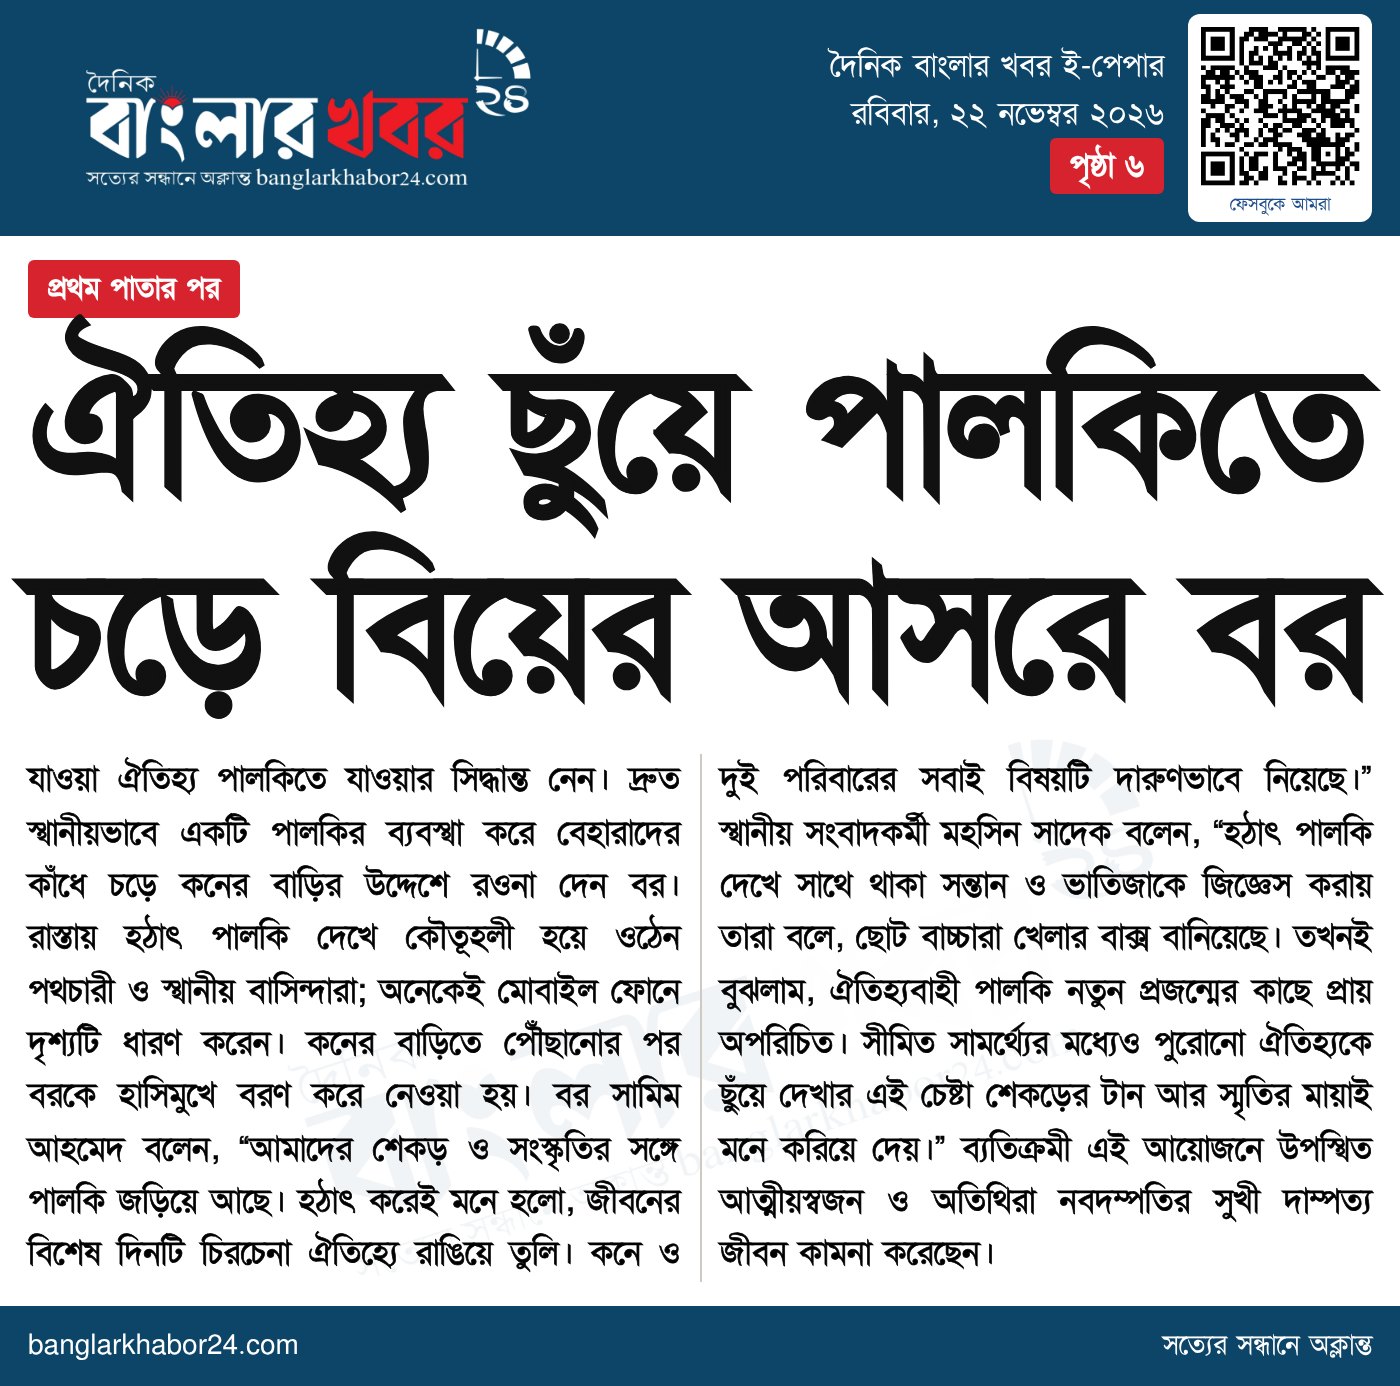 দৈনিক
বাংলার খবর
২৪
সত্যের সন্ধানে অক্লান্ত banglarkhabor24.com
দৈনিক বাংলার খবর ই-পেপার
রবিবার, ২২ নভেম্বর ২০২৬
পৃষ্ঠা ৬
ফেসবুকে আমরা
প্রথম পাতার পর
ঐতিহ্য ছুঁয়ে পালকিতে
চড়ে বিয়ের আসরে বর
যাওয়া ঐতিহ্য পালকিতে যাওয়ার সিদ্ধান্ত নেন। দ্রুত
স্থানীয়ভাবে একটি পালকির ব্যবস্থা করে বেহারাদের
কাঁধে চড়ে কনের বাড়ির উদ্দেশে রওনা দেন বর।
রাস্তায় হঠাৎ পালকি দেখে কৌতূহলী হয়ে ওঠেন
পথচারী ও স্থানীয় বাসিন্দারা; অনেকেই মোবাইল ফোনে
দৃশ্যটি ধারণ করেন। কনের বাড়িতে পৌঁছানোর পর
বরকে হাসিমুখে বরণ করে নেওয়া হয়। বর সামিম
আহমেদ বলেন, “আমাদের শেকড় ও সংস্কৃতির সঙ্গে
পালকি জড়িয়ে আছে। হঠাৎ করেই মনে হলো, জীবনের
বিশেষ দিনটি চিরচেনা ঐতিহ্যে রাঙিয়ে তুলি। কনে ও
দুই পরিবারের সবাই বিষয়টি দারুণভাবে নিয়েছে।”
স্থানীয় সংবাদকর্মী মহসিন সাদেক বলেন, “হঠাৎ পালকি
দেখে সাথে থাকা সন্তান ও ভাতিজাকে জিজ্ঞেস করায়
তারা বলে, ছোট বাচ্চারা খেলার বাক্স বানিয়েছে। তখনই
বুঝলাম, ঐতিহ্যবাহী পালকি নতুন প্রজন্মের কাছে প্রায়
অপরিচিত। সীমিত সামর্থ্যের মধ্যেও পুরোনো ঐতিহ্যকে
ছুঁয়ে দেখার এই চেষ্টা শেকড়ের টান আর স্মৃতির মায়াই
মনে করিয়ে দেয়।” ব্যতিক্রমী এই আয়োজনে উপস্থিত
আত্মীয়স্বজন ও অতিথিরা নবদম্পতির সুখী দাম্পত্য
জীবন কামনা করেছেন।
banglarkhabor24.com
সত্যের সন্ধানে অক্লান্ত